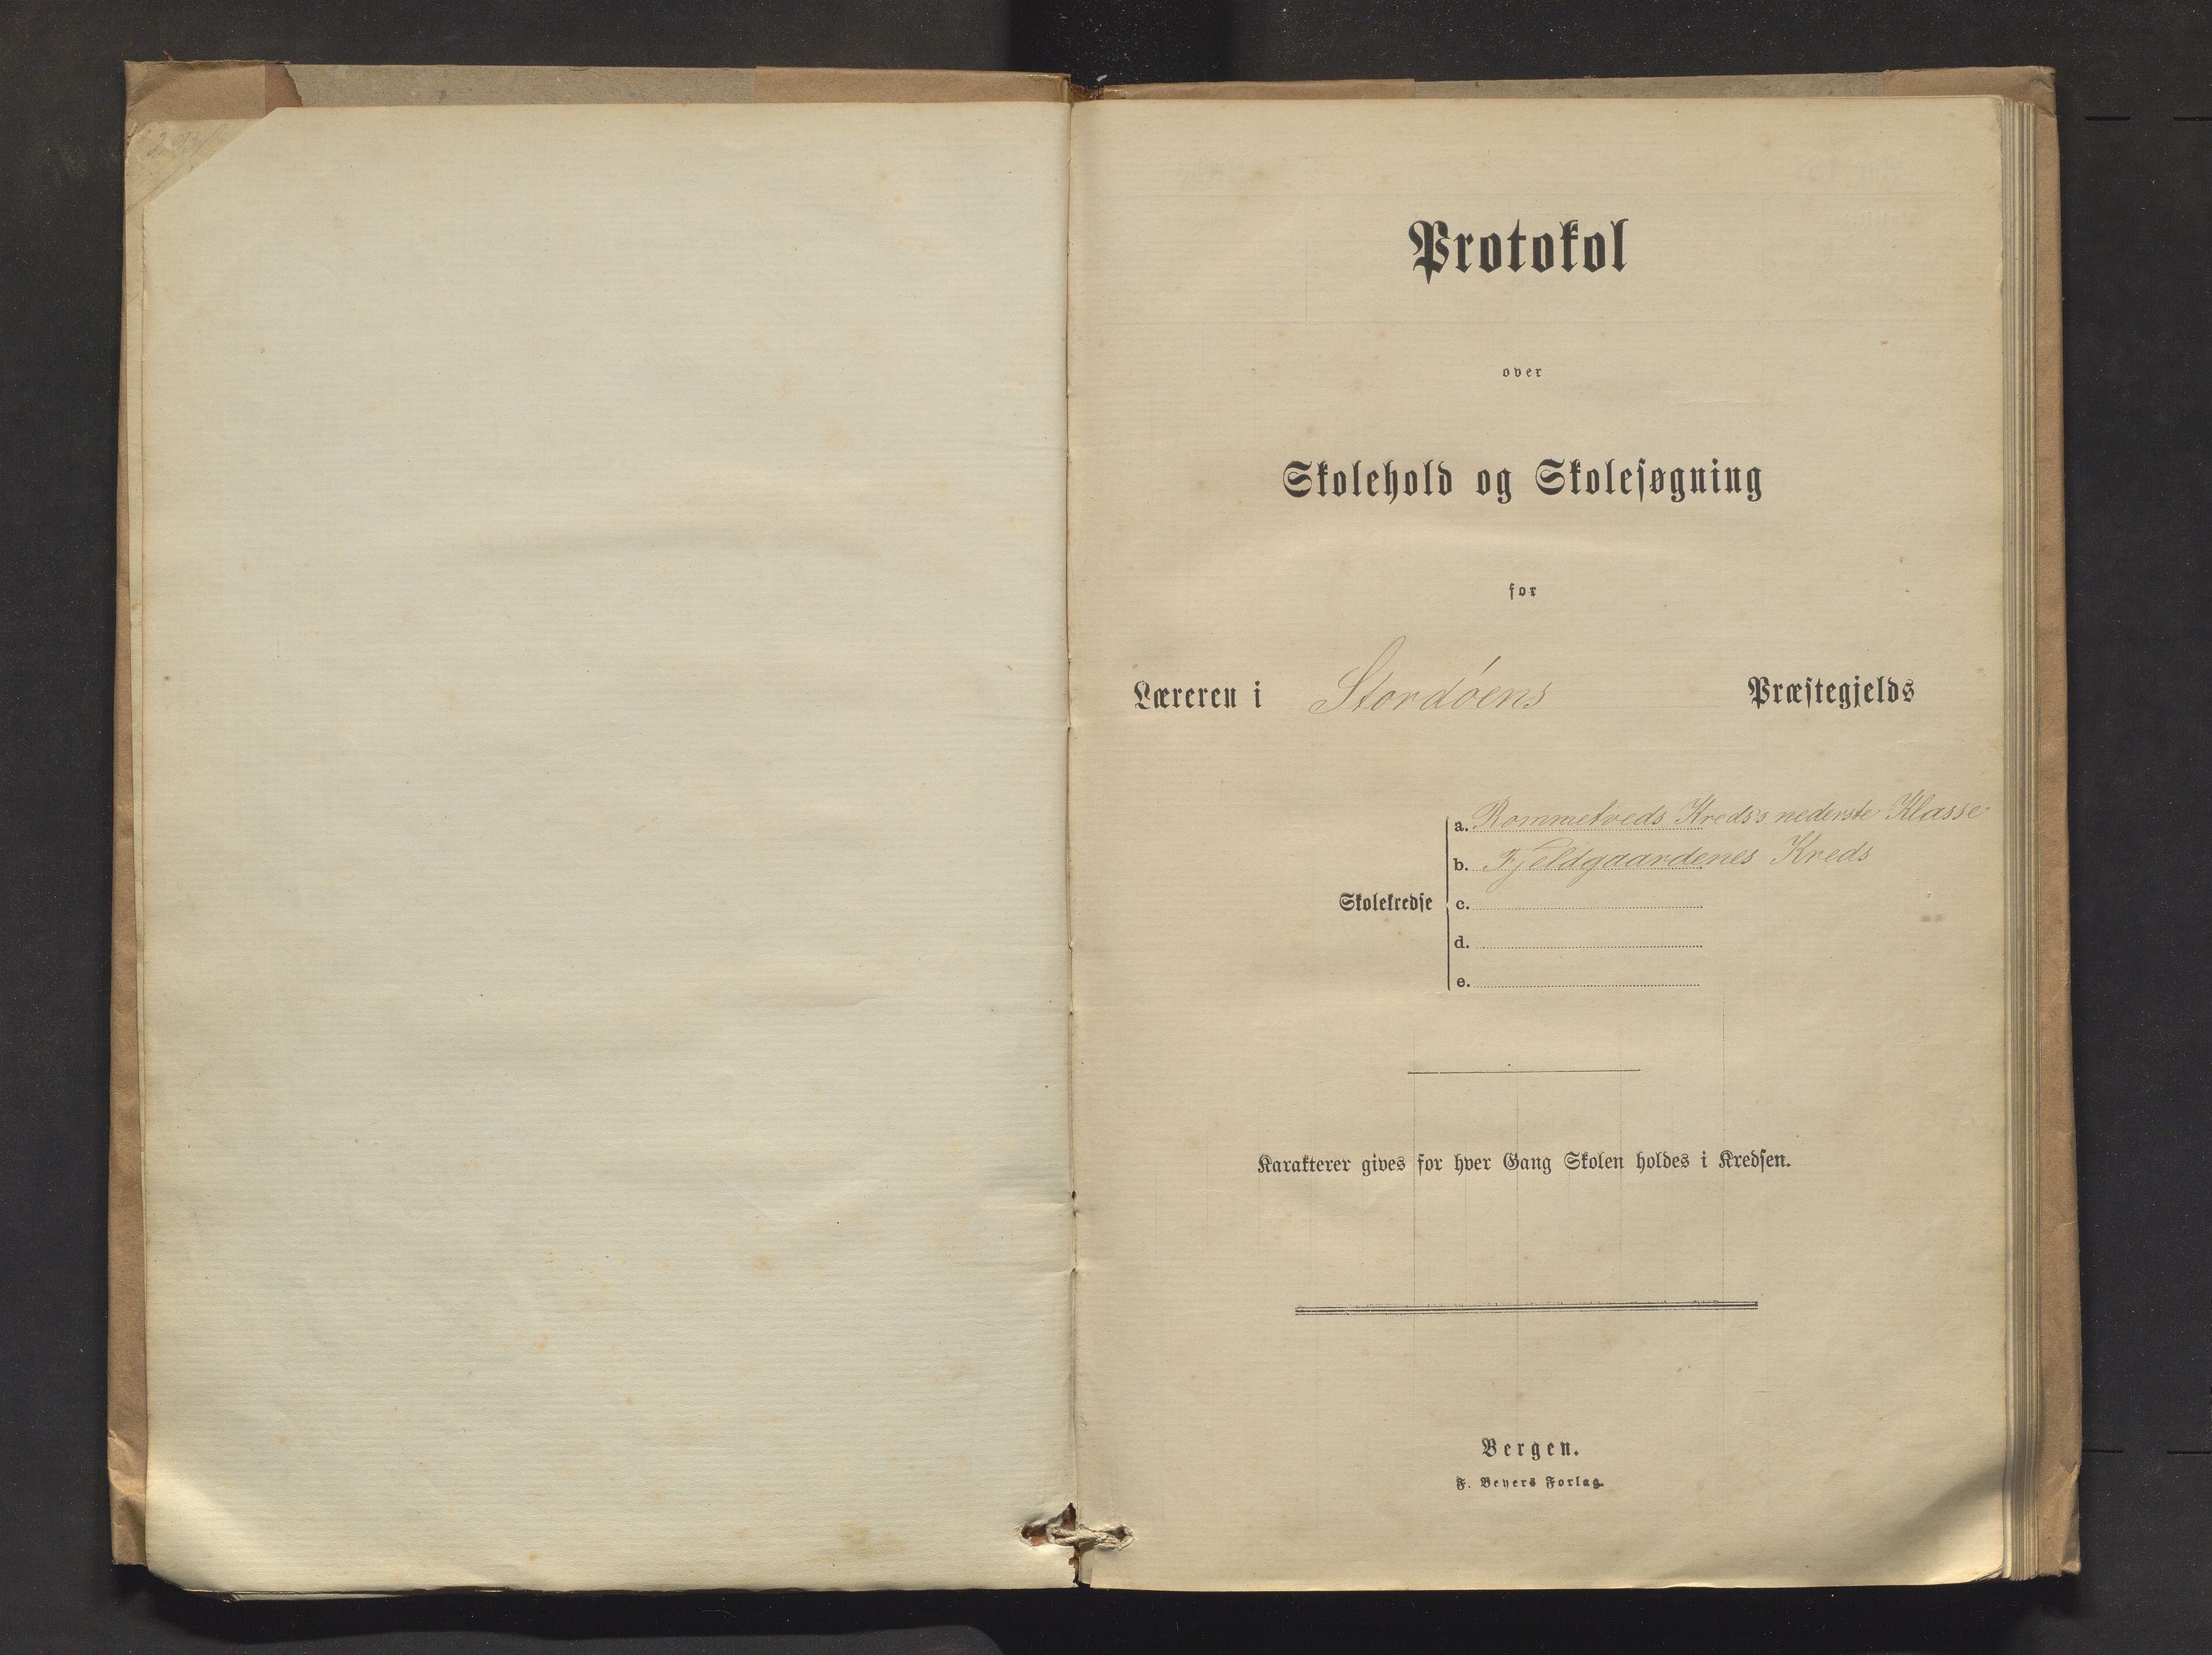 Protokol
over
Skolehold og Skolesøgning
for
Læreren i Stordøens Præstegjelds
Skolekredse
a. Rommetveds Kreds's nederste Klasse
b. Fjeldgaardenes Kreds
c.
d.
e.
Karakterer gives for hver Gang Skolen holdes i Kredsen.
Bergen.
F. Beyers Forlag.